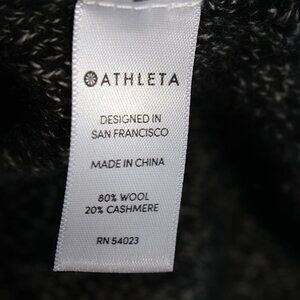 ATHLETA
DESIGNED IN
SAN FRANCISCO
MADE IN CHINA
80% WOOL
20% CASHMERE
RN 54023